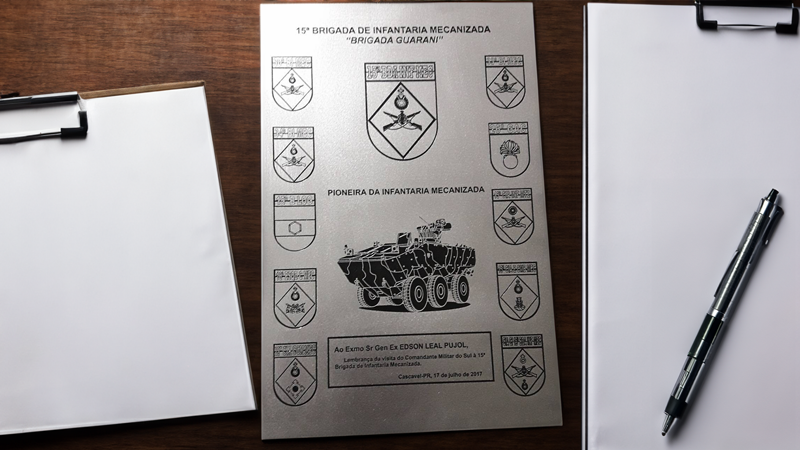 15ª BRIGADA DE INFANTARIA MECANIZADA
"BRIGADA GUARANI"
PIONEIRA DA INFANTARIA MECANIZADA
Ao Exmo Sr Gen Ex EDSON LEAL PUJOL,
Lembrança da visita do Comandante Militar do Sul à 15ª
Brigada de Infantaria Mecanizada.
Cascavel-PR, 17 de julho de 2017